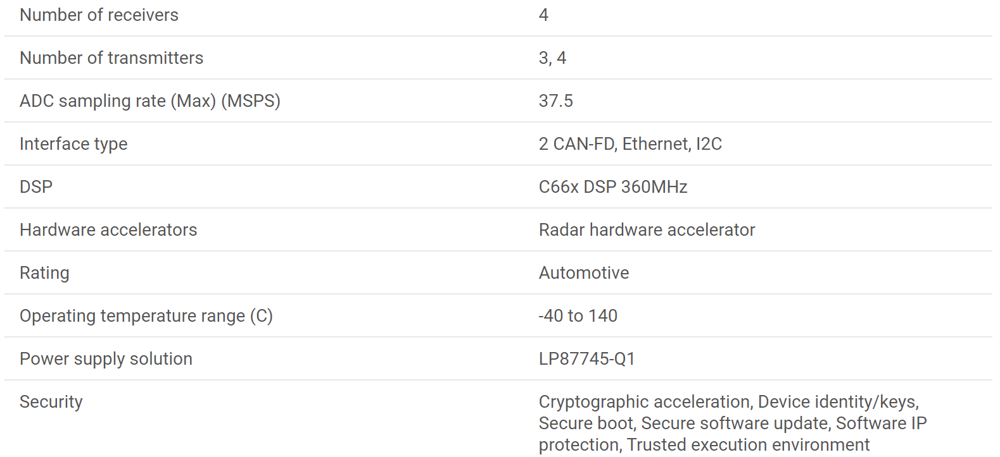 Number of receivers 4
Number of transmitters 3, 4
ADC sampling rate (Max) (MSPS) 37.5
Interface type 2 CAN-FD, Ethernet, I2C
DSP C66x DSP 360MHz
Hardware accelerators Radar hardware accelerator
Rating Automotive
Operating temperature range (C) -40 to 140
Power supply solution LP87745-Q1
Security Cryptographic acceleration, Device identity/keys,
Secure boot, Secure software update, Software IP
protection, Trusted execution environment